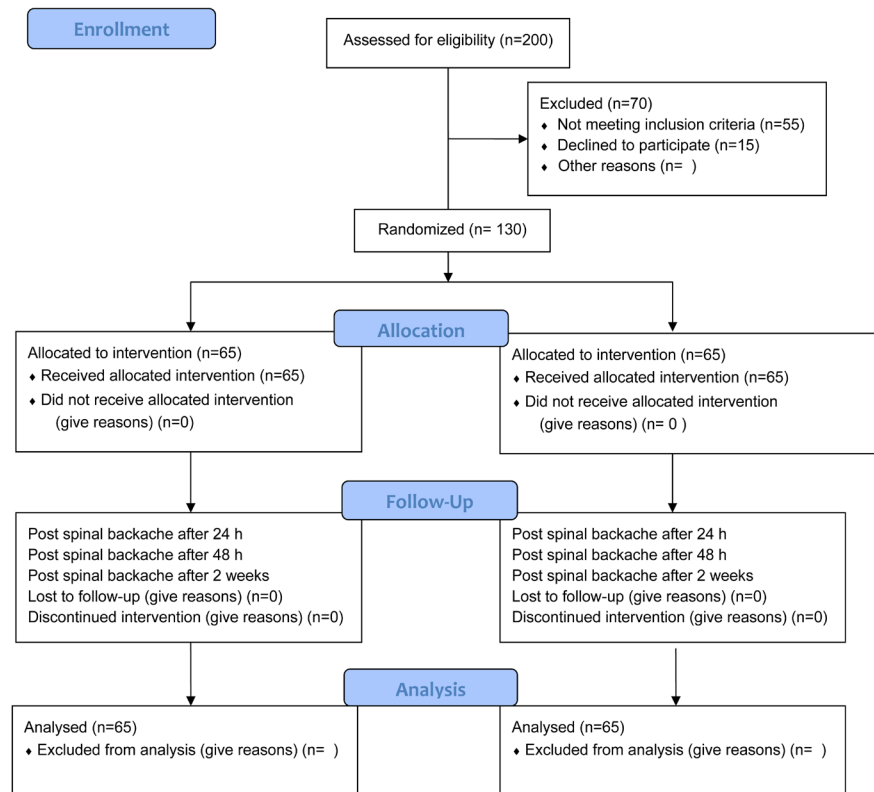 Enrollment
Assessed for eligibility (n=200)
Excluded (n=70)
♦ Not meeting inclusion criteria (n=55)
♦ Declined to participate (n=15)
♦ Other reasons (n= )
Randomized (n= 130)
Allocation
Allocated to intervention (n=65)
♦ Received allocated intervention (n=65)
♦ Did not receive allocated intervention
(give reasons) (n=0)
Allocated to intervention (n=65)
♦ Received allocated intervention (n=65)
♦ Did not receive allocated intervention
(give reasons) (n= 0 )
Follow-Up
Post spinal backache after 24 h
Post spinal backache after 48 h
Post spinal backache after 2 weeks
Lost to follow-up (give reasons) (n=0)
Discontinued intervention (give reasons) (n=0)
Post spinal backache after 24 h
Post spinal backache after 48 h
Post spinal backache after 2 weeks
Lost to follow-up (give reasons) (n=0)
Discontinued intervention (give reasons) (n=0)
Analysis
Analysed (n=65)
♦ Excluded from analysis (give reasons) (n= )
Analysed (n=65)
♦ Excluded from analysis (give reasons) (n= )